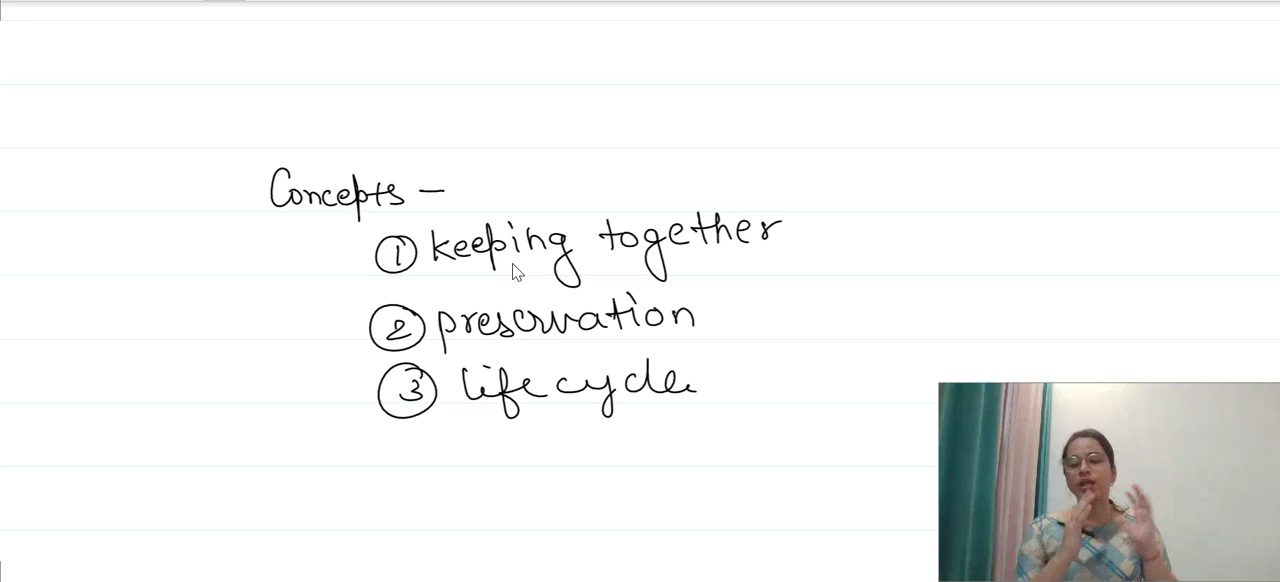 Concepts –
① keeping together
② preservation
③ life cycle